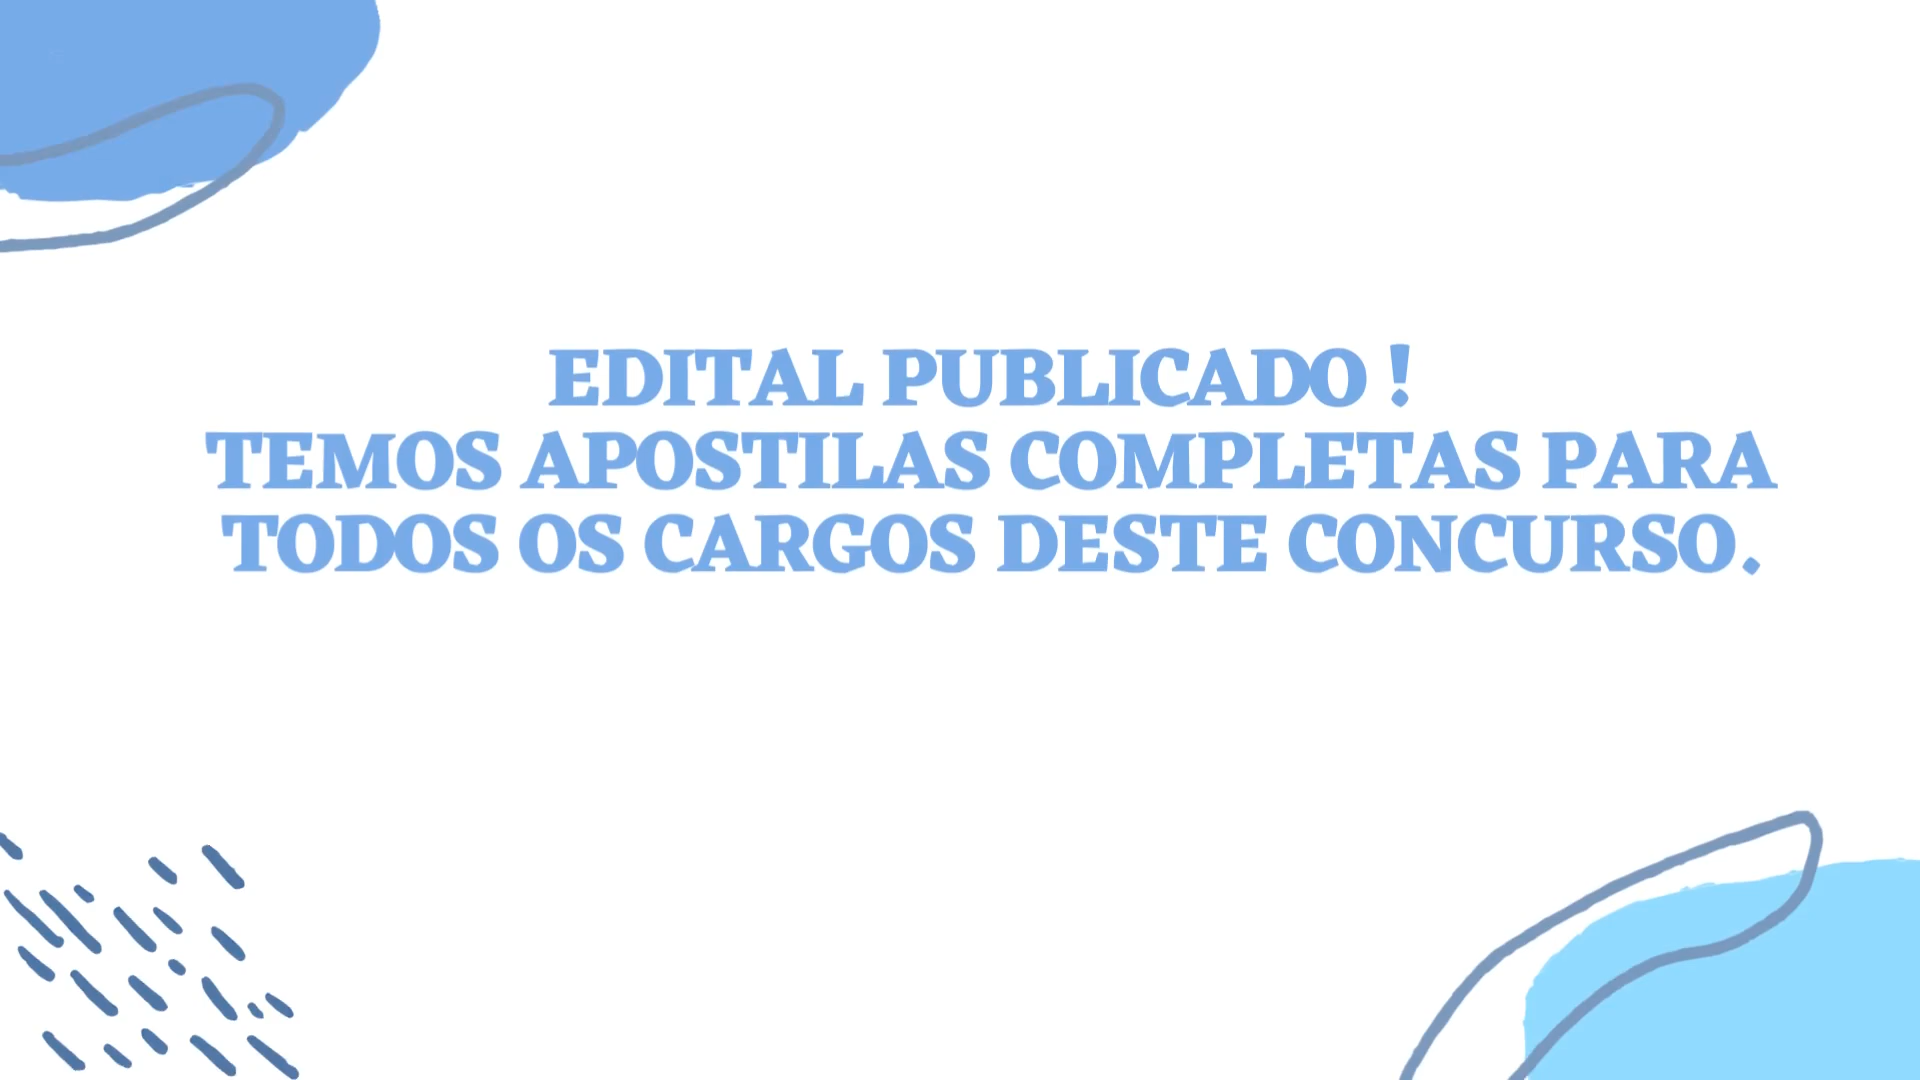 EDITAL PUBLICADO !
TEMOS APOSTILAS COMPLETAS PARA
TODOS OS CARGOS DESTE CONCURSO.